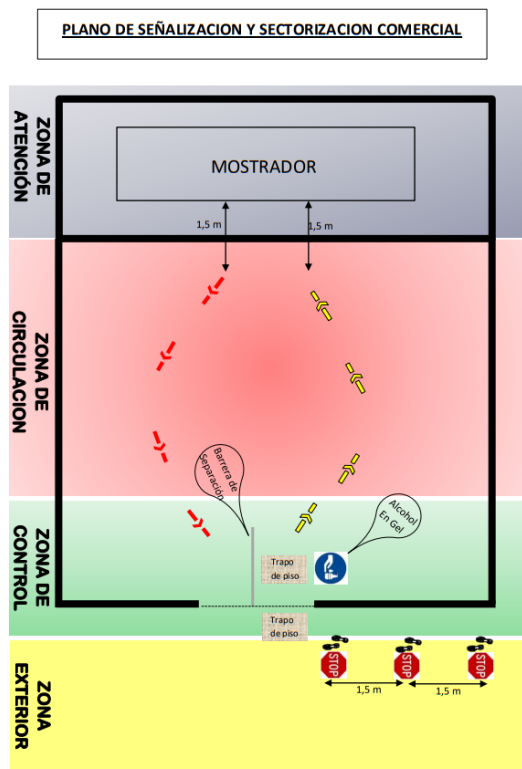 PLANO DE SEÑALIZACION Y SECTORIZACION COMERCIAL
ZONA DE
ATENCIÓN
MOSTRADOR
1,5 m
1,5 m
ZONA DE
CIRCULACION
Barrera de
Separación
Alcohol
En Gel
ZONA DE
CONTROL
Trapo
de piso
Trapo
de piso
ZONA
EXTERIOR
STOP
STOP
STOP
1,5 m
1,5 m